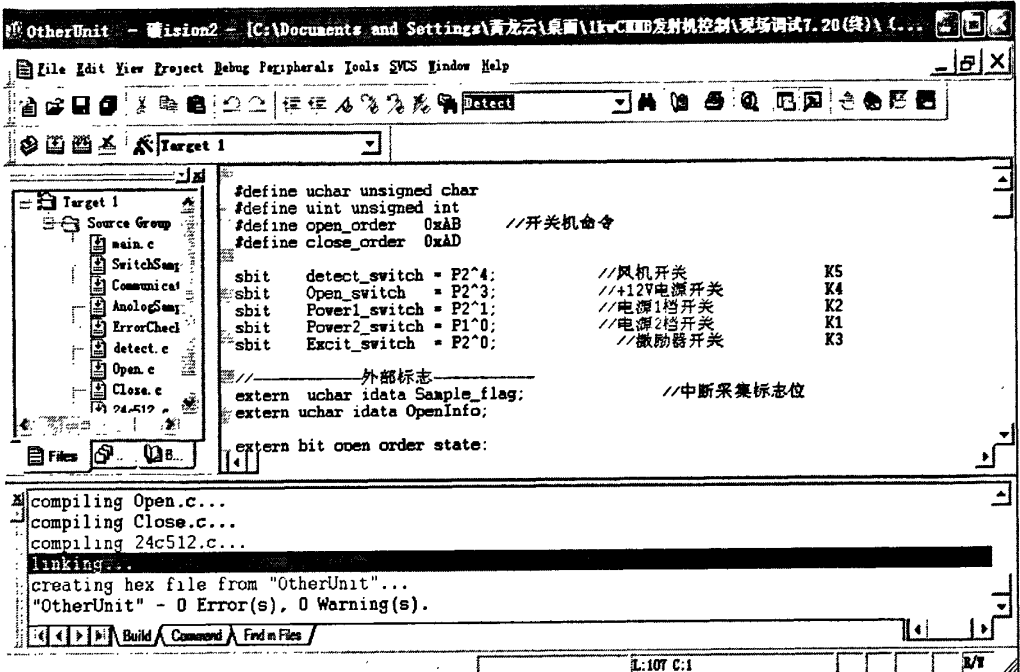 OtherUnit - ision2 - [C:\Documents and Settings\黄龙云\桌面\1kwCMMB发射机控制\现场调试7.20(终)\(...
File Edit View Project Debug Peripherals Tools SVCS Window Help
Detect
Target 1
Target 1
Source Group
main.c
SwitchSamp
Communicat
AnologSamp
ErrorCheck
detect.c
Open.c
Close.c
24c512.c
Files
B...
#define uchar unsigned char
#define uint unsigned int
#define open_order 0xAB //开关机命令
#define close_order 0xAD
sbit detect_switch = P2^4; //风机开关 K5
sbit Open_switch = P2^3; //+12V电源开关 K4
sbit Power1_switch = P2^1; //电源1档开关 K2
sbit Power2_switch = P1^0; //电源2档开关 K1
sbit Excit_switch = P2^0; //激励器开关 K3
//————外部标志————
extern uchar idata Sample_flag; //中断采集标志位
extern uchar idata OpenInfo;
extern bit open_order_state;
compiling Open.c...
compiling Close.c...
compiling 24c512.c...
linking...
creating hex file from "OtherUnit"...
"OtherUnit" - 0 Error(s), 0 Warning(s).
Build Command Find in Files
L:107 C:1
R/W